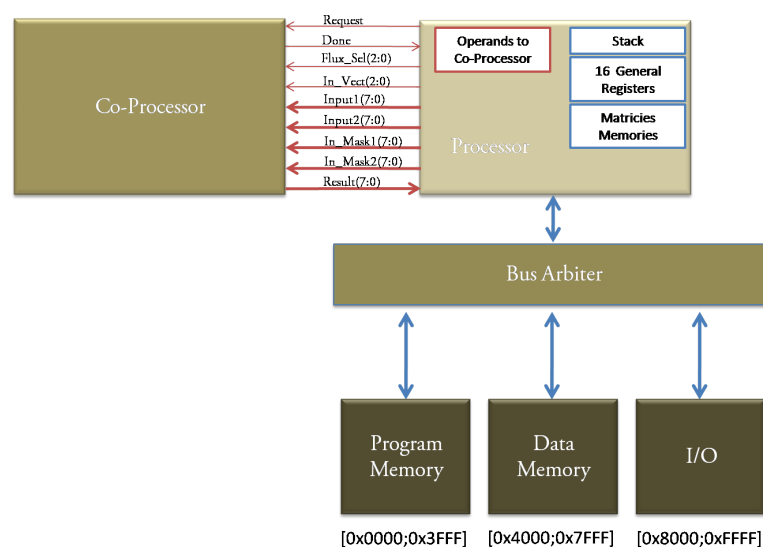 Request
Done
Flux_Sel(2:0)
In_Vect(2:0)
Input1(7:0)
Input2(7:0)
In_Mask1(7:0)
In_Mask2(7:0)
Result(7:0)
Co-Processor
Operands to
Co-Processor
Stack
16 General
Registers
Matricies
Memories
Processor
Bus Arbiter
Program
Memory
Data
Memory
I/O
[0x0000;0x3FFF]
[0x4000;0x7FFF]
[0x8000;0xFFFF]